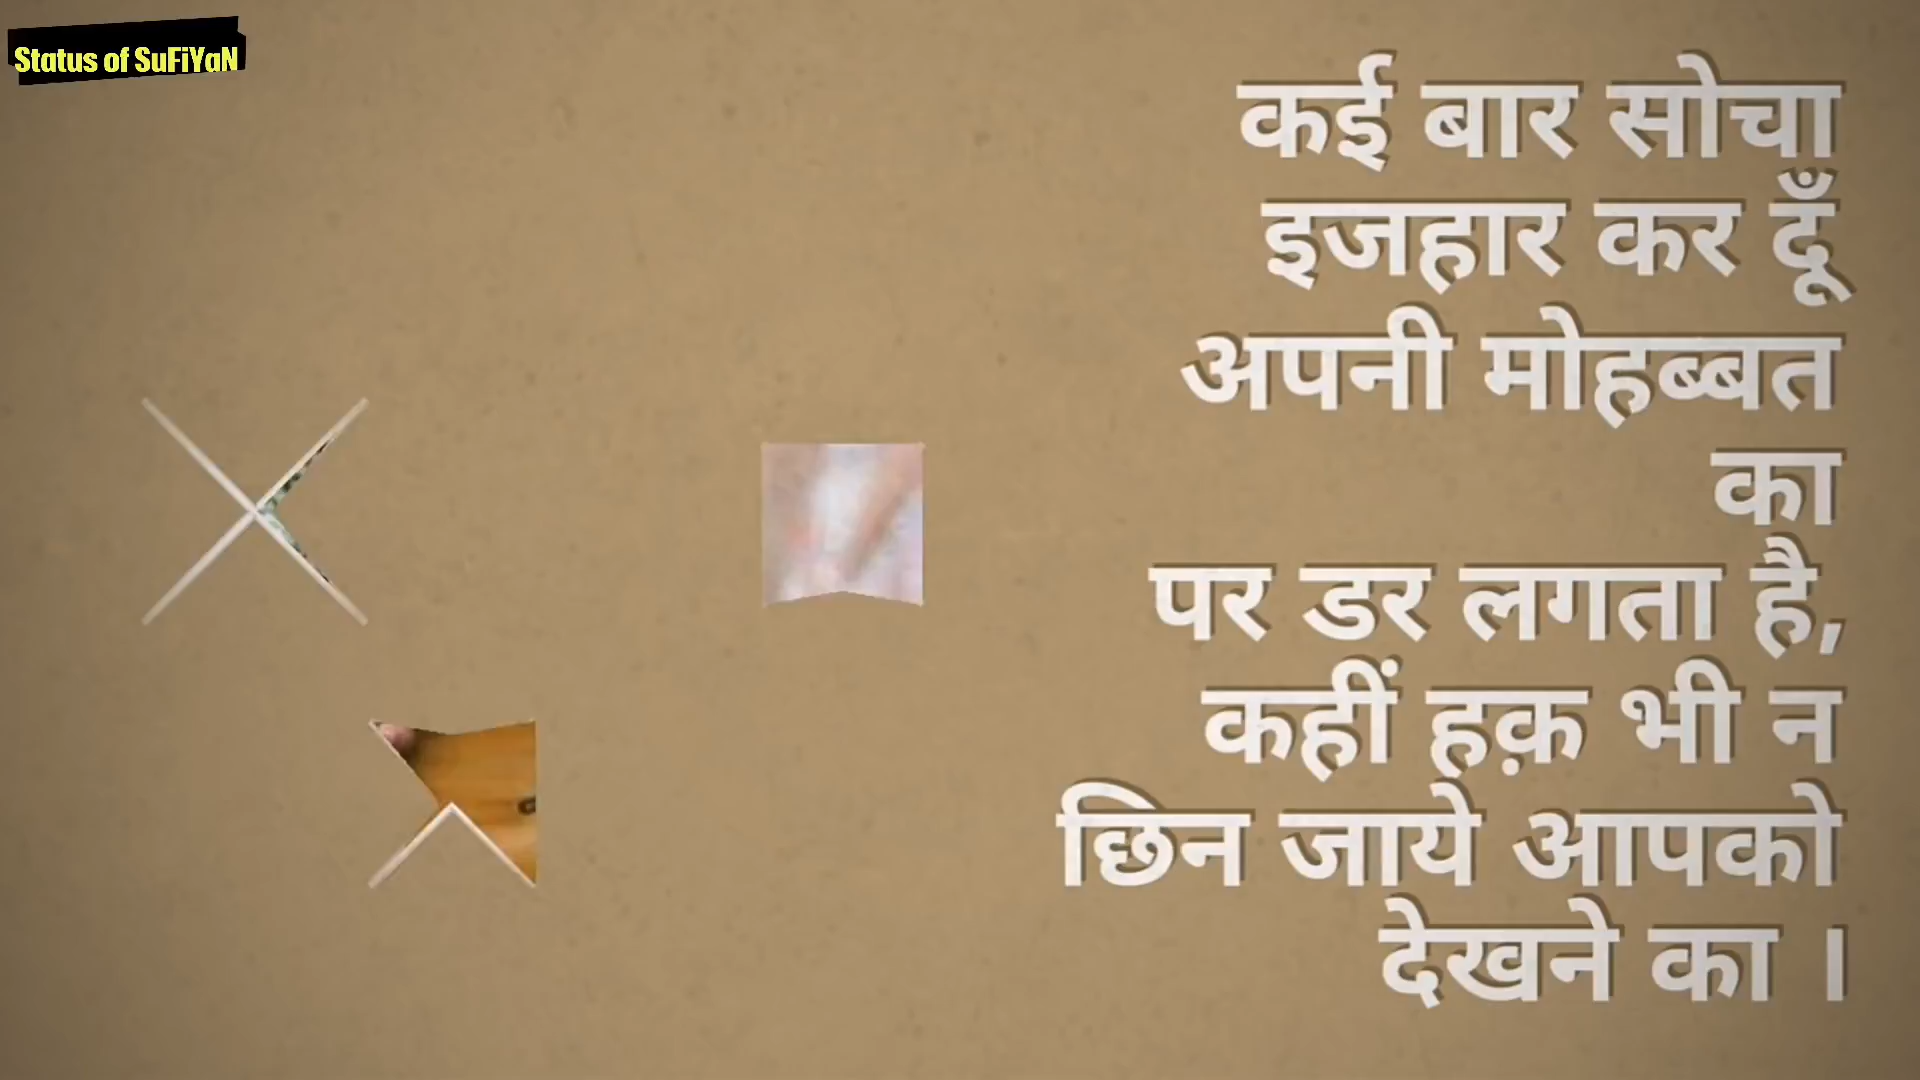 Status of SuFiYaN
कई बार सोचा
इजहार कर दूँ
अपनी मोहब्बत
का
पर डर लगता है,
कहीं हक़ भी न
छिन जाये आपको
देखने का ।